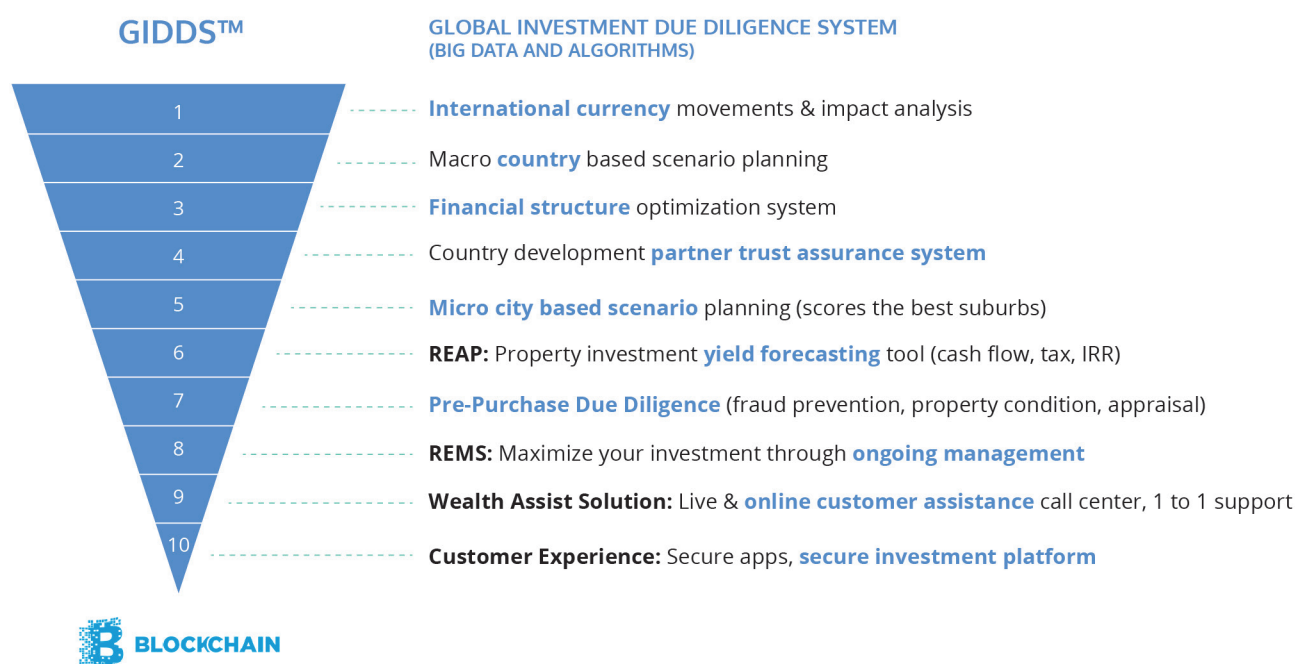 GIDDS™
GLOBAL INVESTMENT DUE DILIGENCE SYSTEM
(BIG DATA AND ALGORITHMS)
1 International currency movements & impact analysis
2 Macro country based scenario planning
3 Financial structure optimization system
4 Country development partner trust assurance system
5 Micro city based scenario planning (scores the best suburbs)
6 REAP: Property investment yield forecasting tool (cash flow, tax, IRR)
7 Pre-Purchase Due Diligence (fraud prevention, property condition, appraisal)
8 REMS: Maximize your investment through ongoing management
9 Wealth Assist Solution: Live & online customer assistance call center, 1 to 1 support
10 Customer Experience: Secure apps, secure investment platform
B BLOCKCHAIN